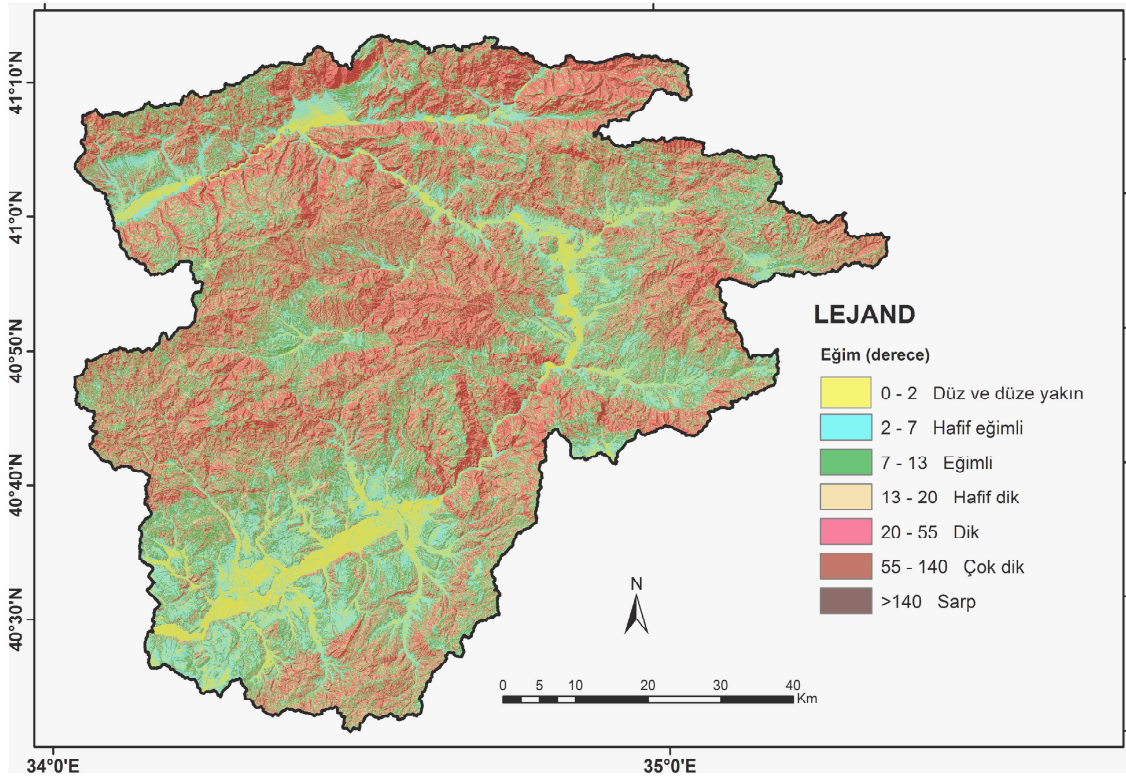 41°10'N
41°0'N
40°50'N
40°40'N
40°30'N
34°0'E
35°0'E
LEJAND
Eğim (derece)
0 - 2 Düz ve düze yakın
2 - 7 Hafif eğimli
7 - 13 Eğimli
13 - 20 Hafif dik
20 - 55 Dik
55 - 140 Çok dik
>140 Sarp
N
0 5 10 20 30 40
Km